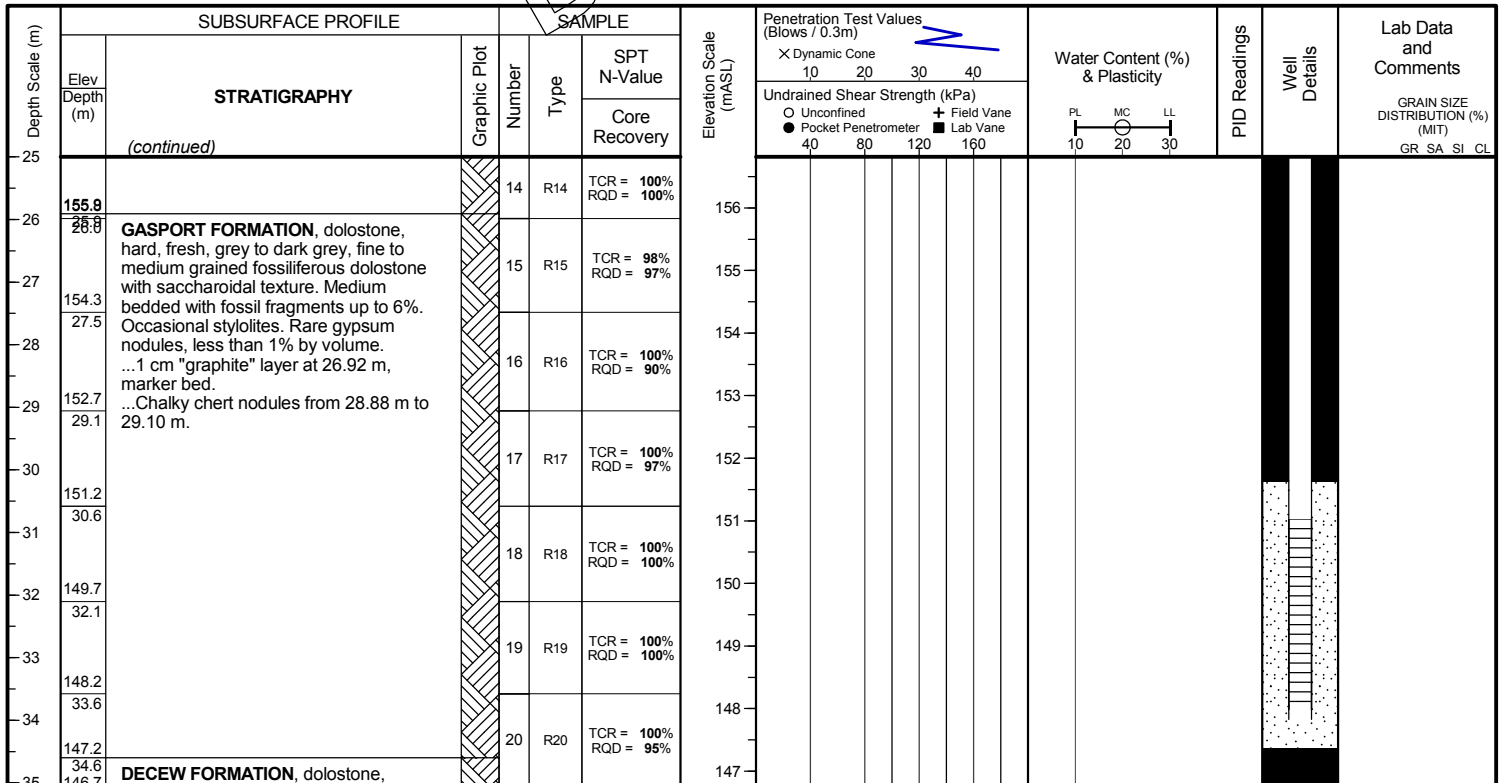 SUBSURFACE PROFILE
SAMPLE
Depth Scale (m)
Elev
Depth
(m)
STRATIGRAPHY
(continued)
Graphic Plot
Number
Type
SPT
N-Value
Core
Recovery
Elevation Scale
(mASL)
Penetration Test Values
(Blows / 0.3m)
X Dynamic Cone
10 20 30 40
Undrained Shear Strength (kPa)
Unconfined
+ Field Vane
Pocket Penetrometer
Lab Vane
40 80 120 160
Water Content (%)
& Plasticity
PL MC LL
10 20 30
PID Readings
Well
Details
Lab Data
and
Comments
GRAIN SIZE
DISTRIBUTION (%)
(MIT)
GR SA SI CL
25
26
27
28
29
30
31
32
33
34
35
155.9
26.0
154.3
27.5
152.7
29.1
151.2
30.6
149.7
32.1
148.2
33.6
147.2
34.6
146.7
GASPORT FORMATION, dolostone,
hard, fresh, grey to dark grey, fine to
medium grained fossiliferous dolostone
with saccharoidal texture. Medium
bedded with fossil fragments up to 6%.
Occasional stylolites. Rare gypsum
nodules, less than 1% by volume.
...1 cm "graphite" layer at 26.92 m,
marker bed.
...Chalky chert nodules from 28.88 m to
29.10 m.
DECEW FORMATION, dolostone,
14 R14 TCR = 100%
RQD = 100%
15 R15 TCR = 98%
RQD = 97%
16 R16 TCR = 100%
RQD = 90%
17 R17 TCR = 100%
RQD = 97%
18 R18 TCR = 100%
RQD = 100%
19 R19 TCR = 100%
RQD = 100%
20 R20 TCR = 100%
RQD = 95%
156
155
154
153
152
151
150
149
148
147